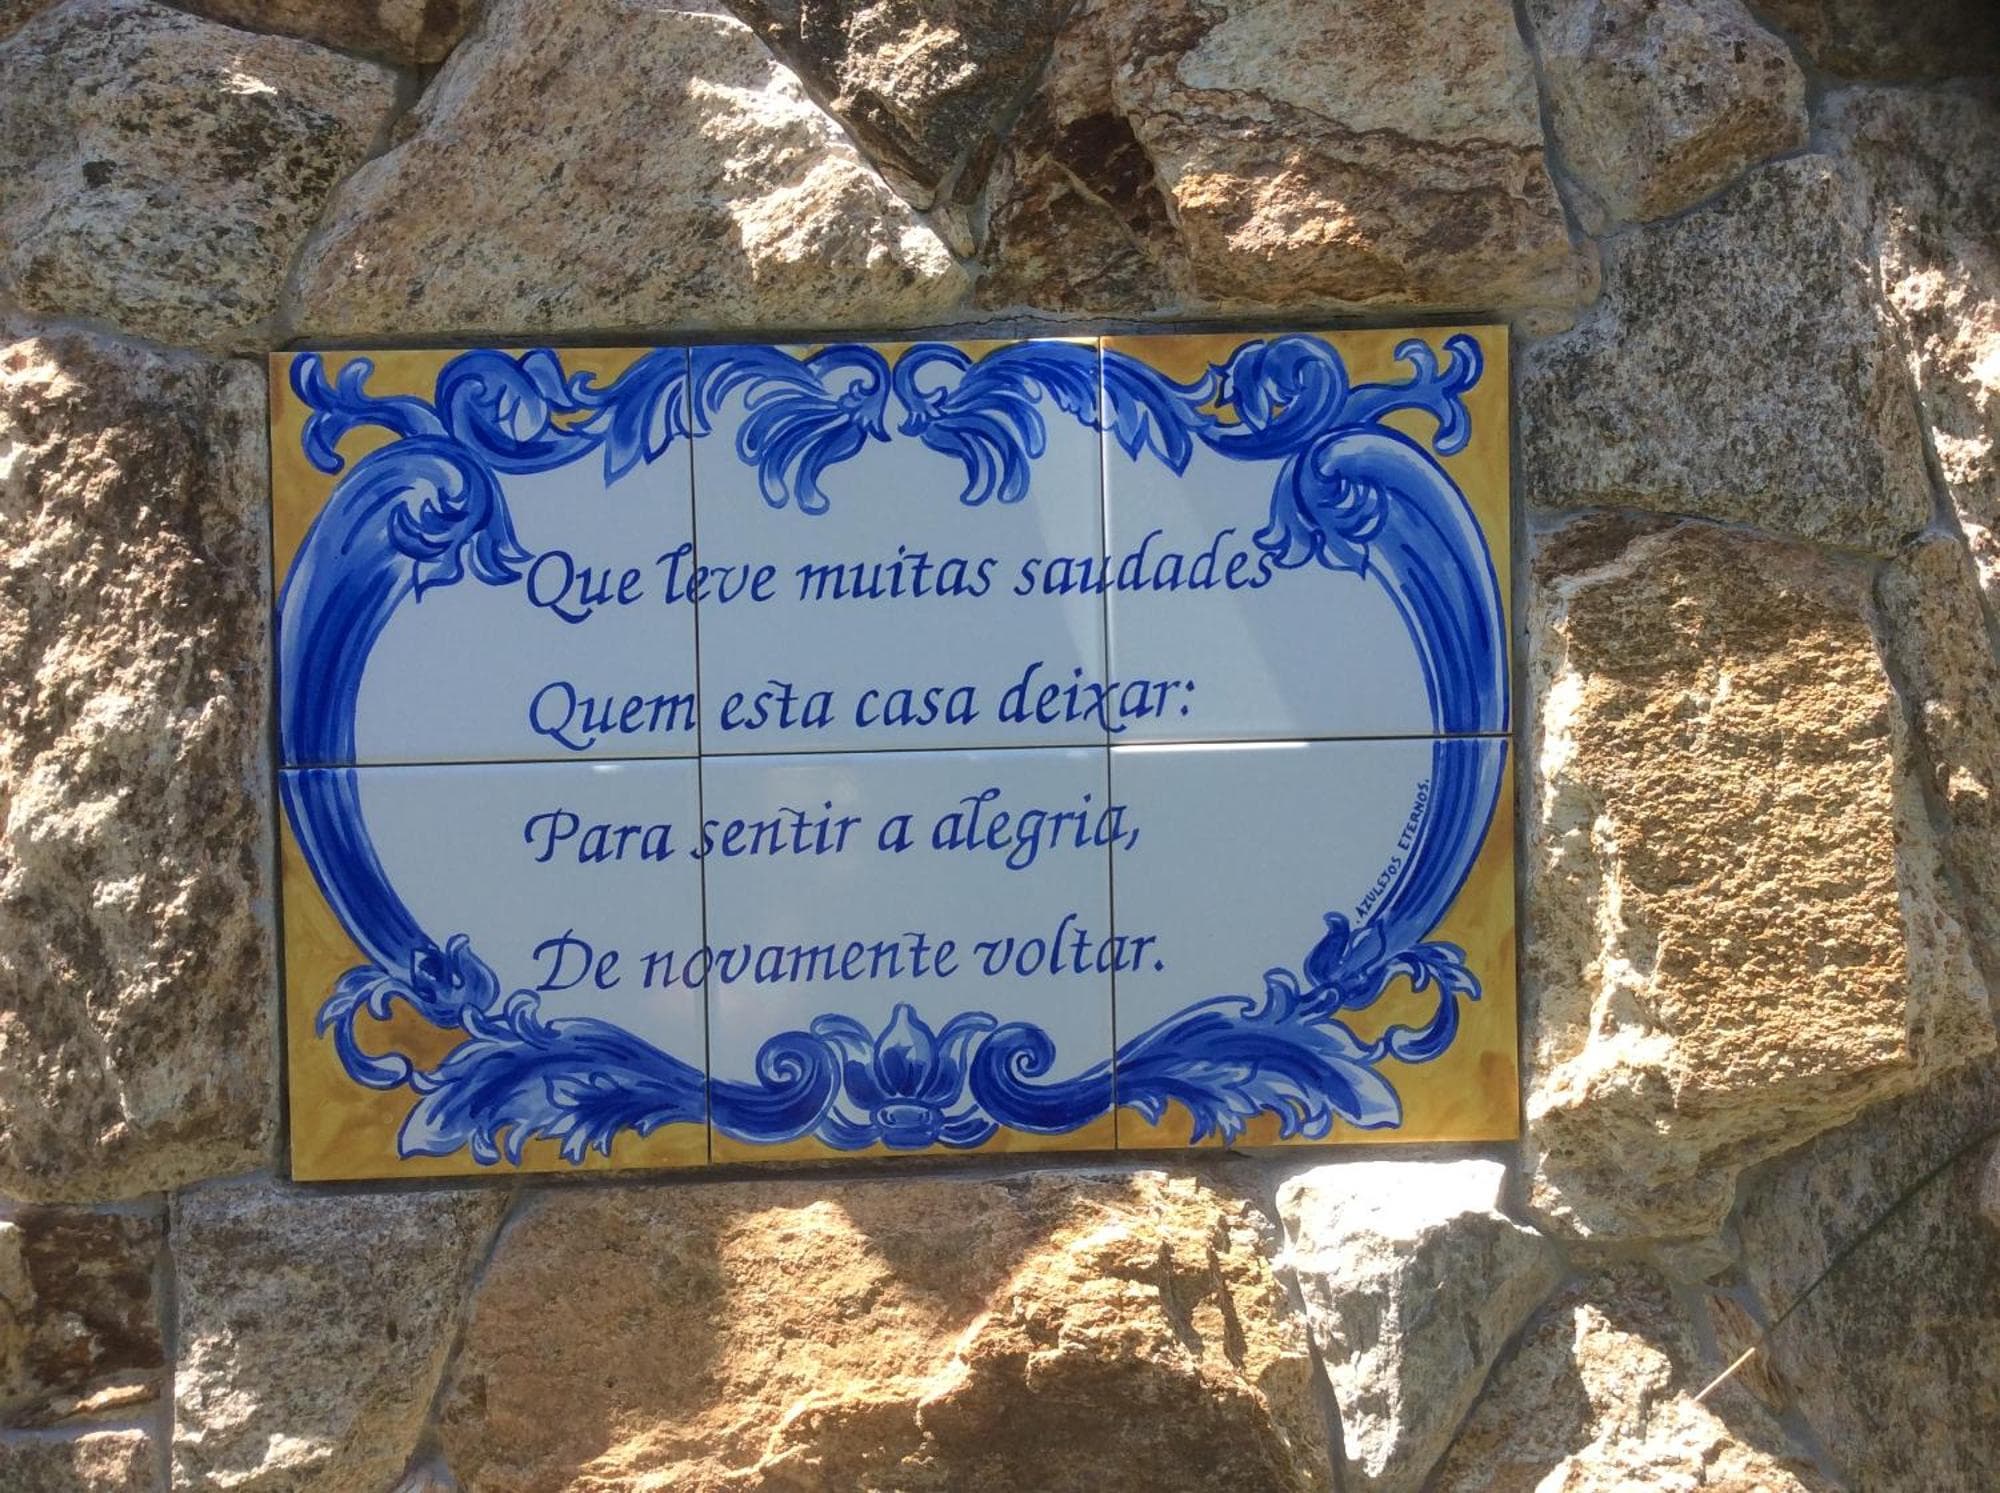 Que leve muitas saudades
Quem esta casa deixar:
Para sentir a alegria,
De novamente voltar.
.AZULEJOS ETERNOS.